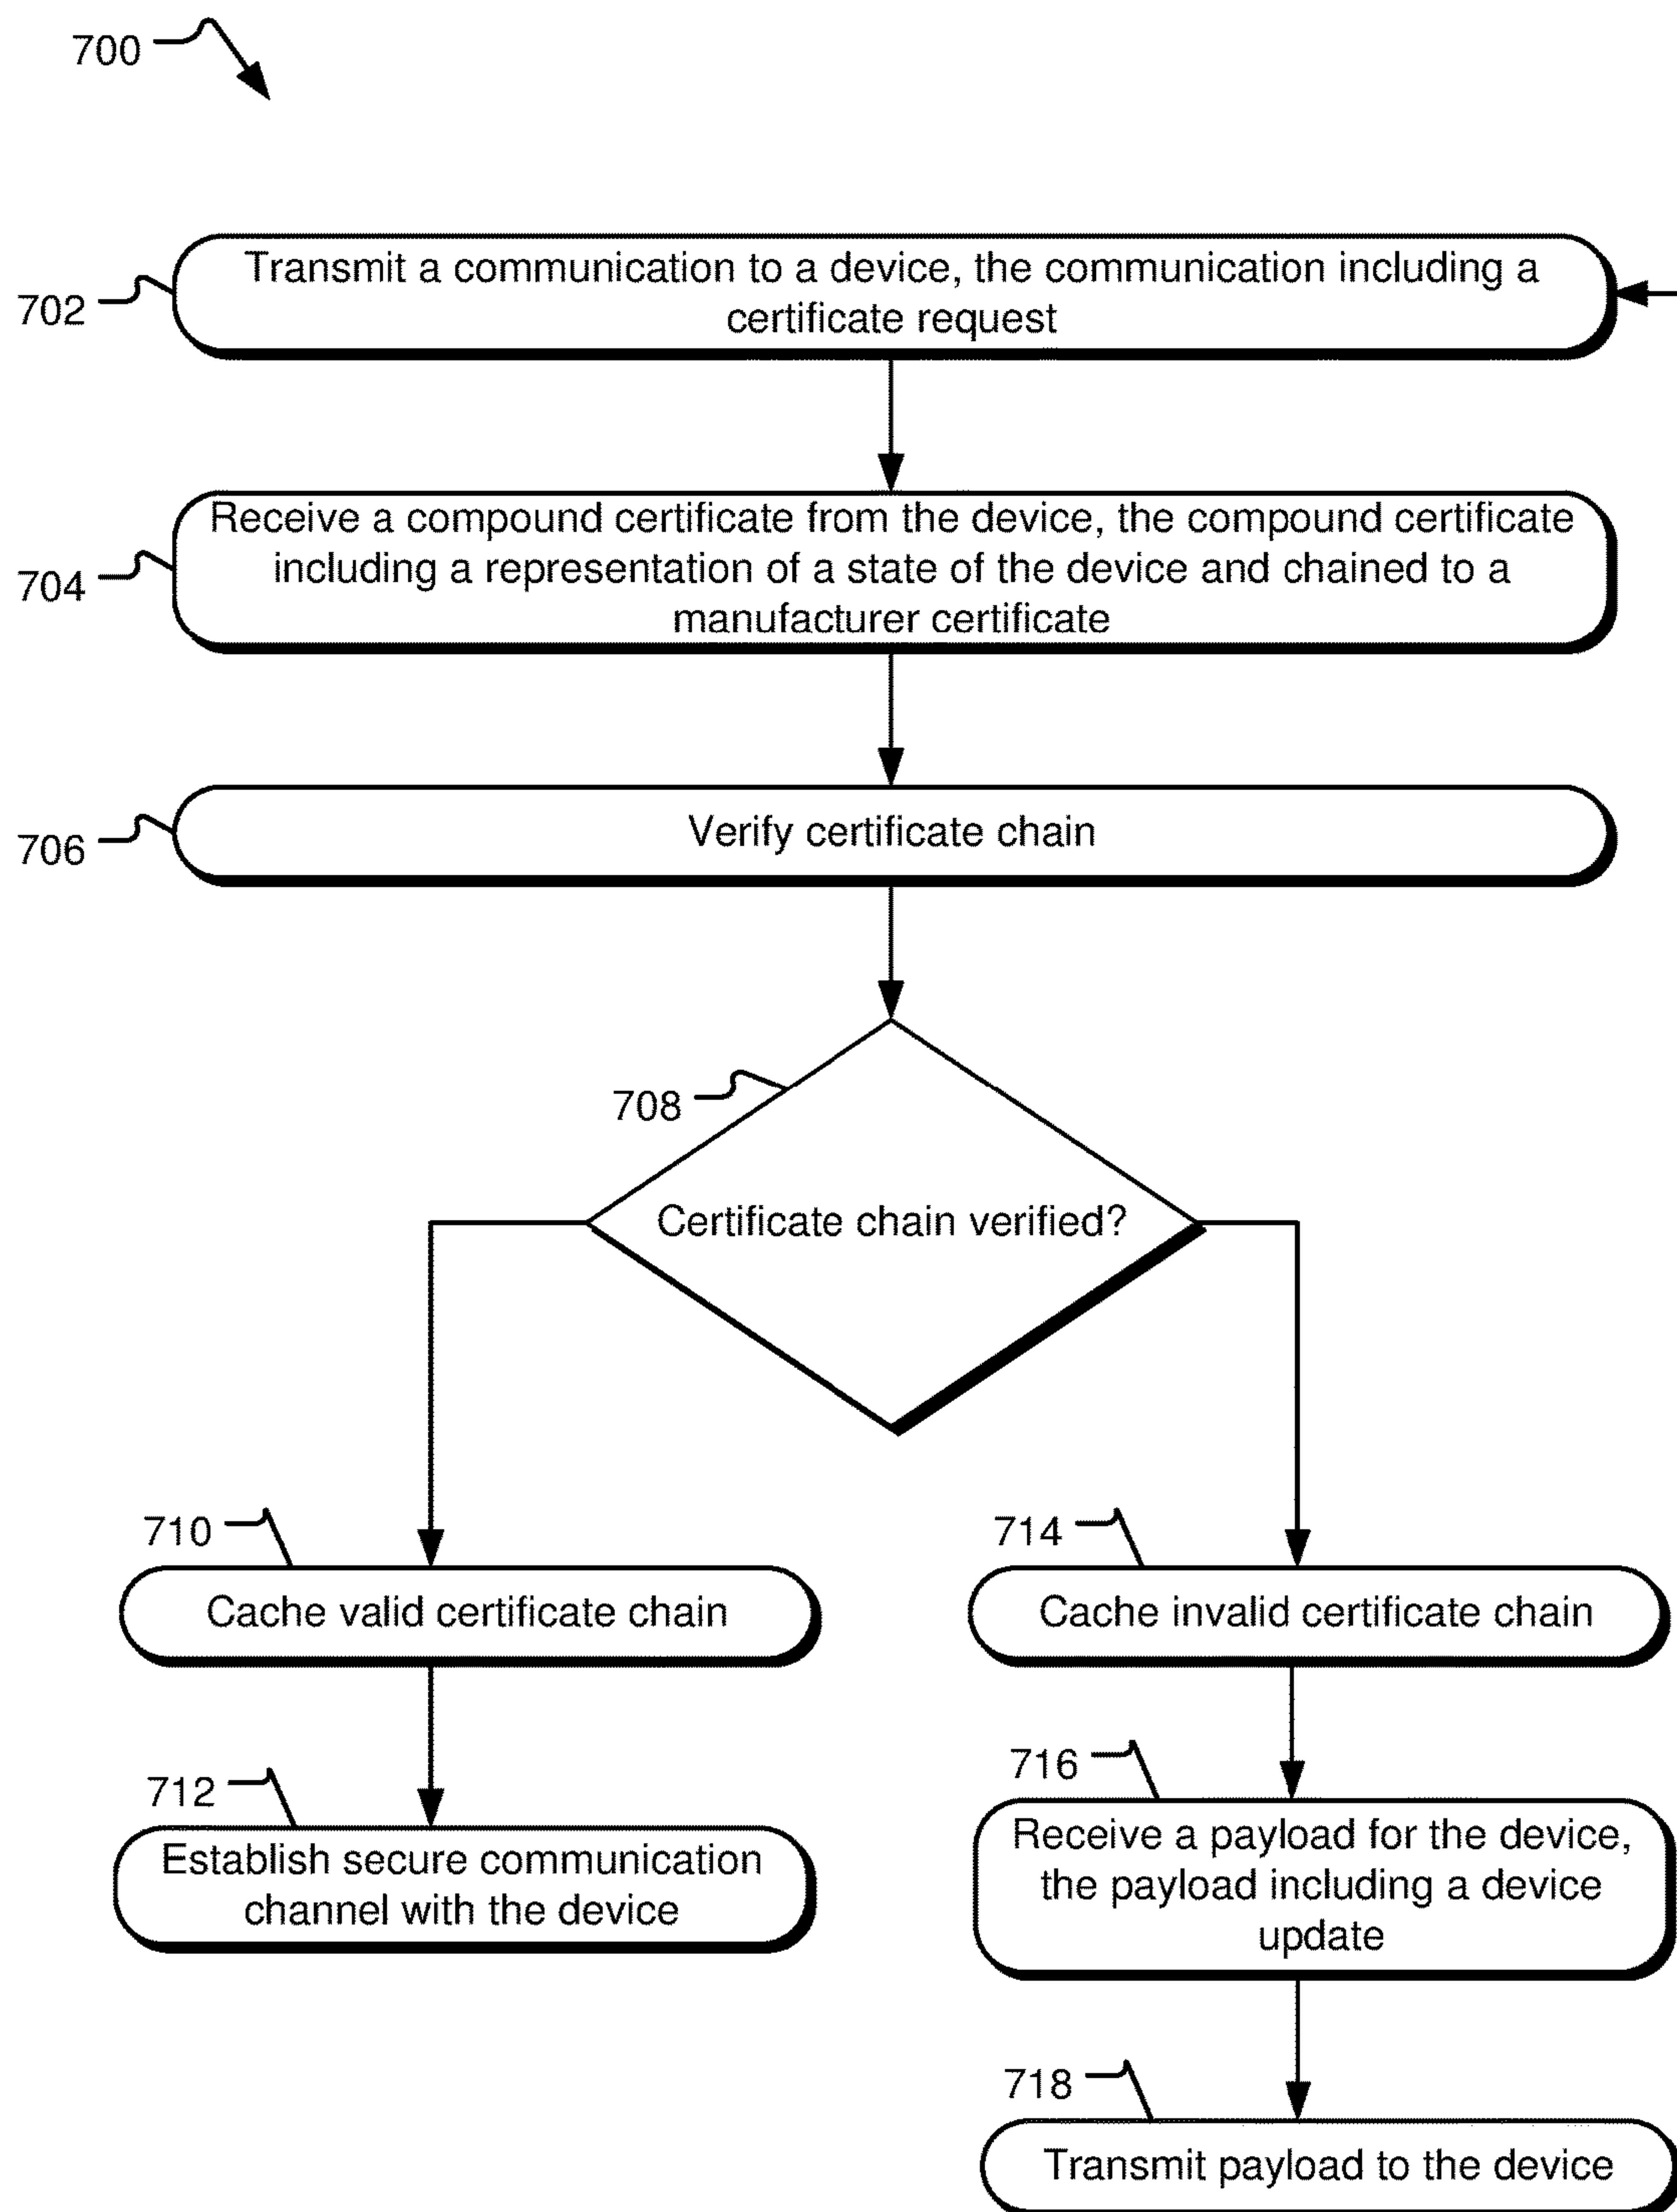 700
702
Transmit a communication to a device, the communication including a
certificate request
704
Receive a compound certificate from the device, the compound certificate
including a representation of a state of the device and chained to a
manufacturer certificate
706
Verify certificate chain
708
Certificate chain verified?
710
Cache valid certificate chain
714
Cache invalid certificate chain
712
Establish secure communication
channel with the device
716
Receive a payload for the device,
the payload including a device
update
718
Transmit payload to the device